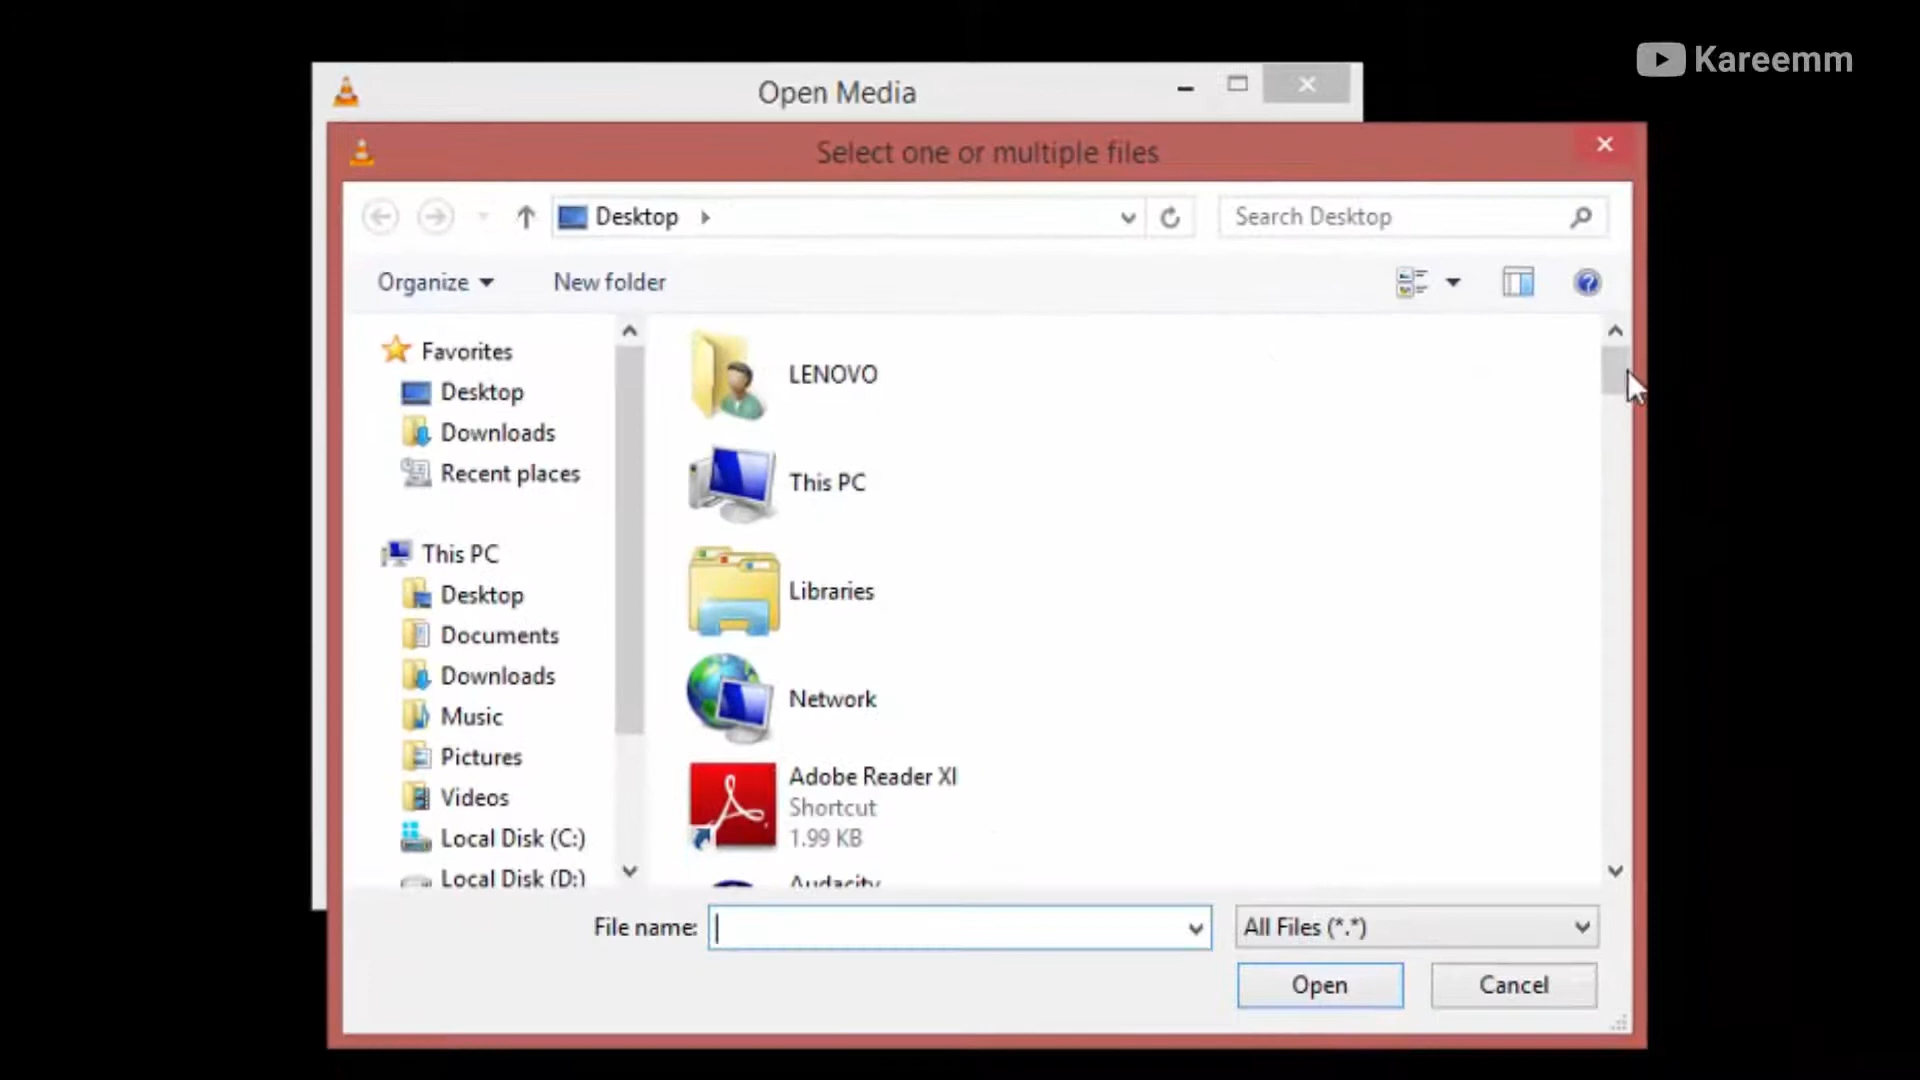 Kareemm
Open Media
Select one or multiple files
Desktop
Search Desktop
Organize
New folder
Favorites
Desktop
Downloads
Recent places
This PC
Desktop
Documents
Downloads
Music
Pictures
Videos
Local Disk (C:)
Local Disk (D:)
LENOVO
This PC
Libraries
Network
Adobe Reader XI
Shortcut
1.99 KB
Audacity
File name:
All Files (*.*)
Open
Cancel